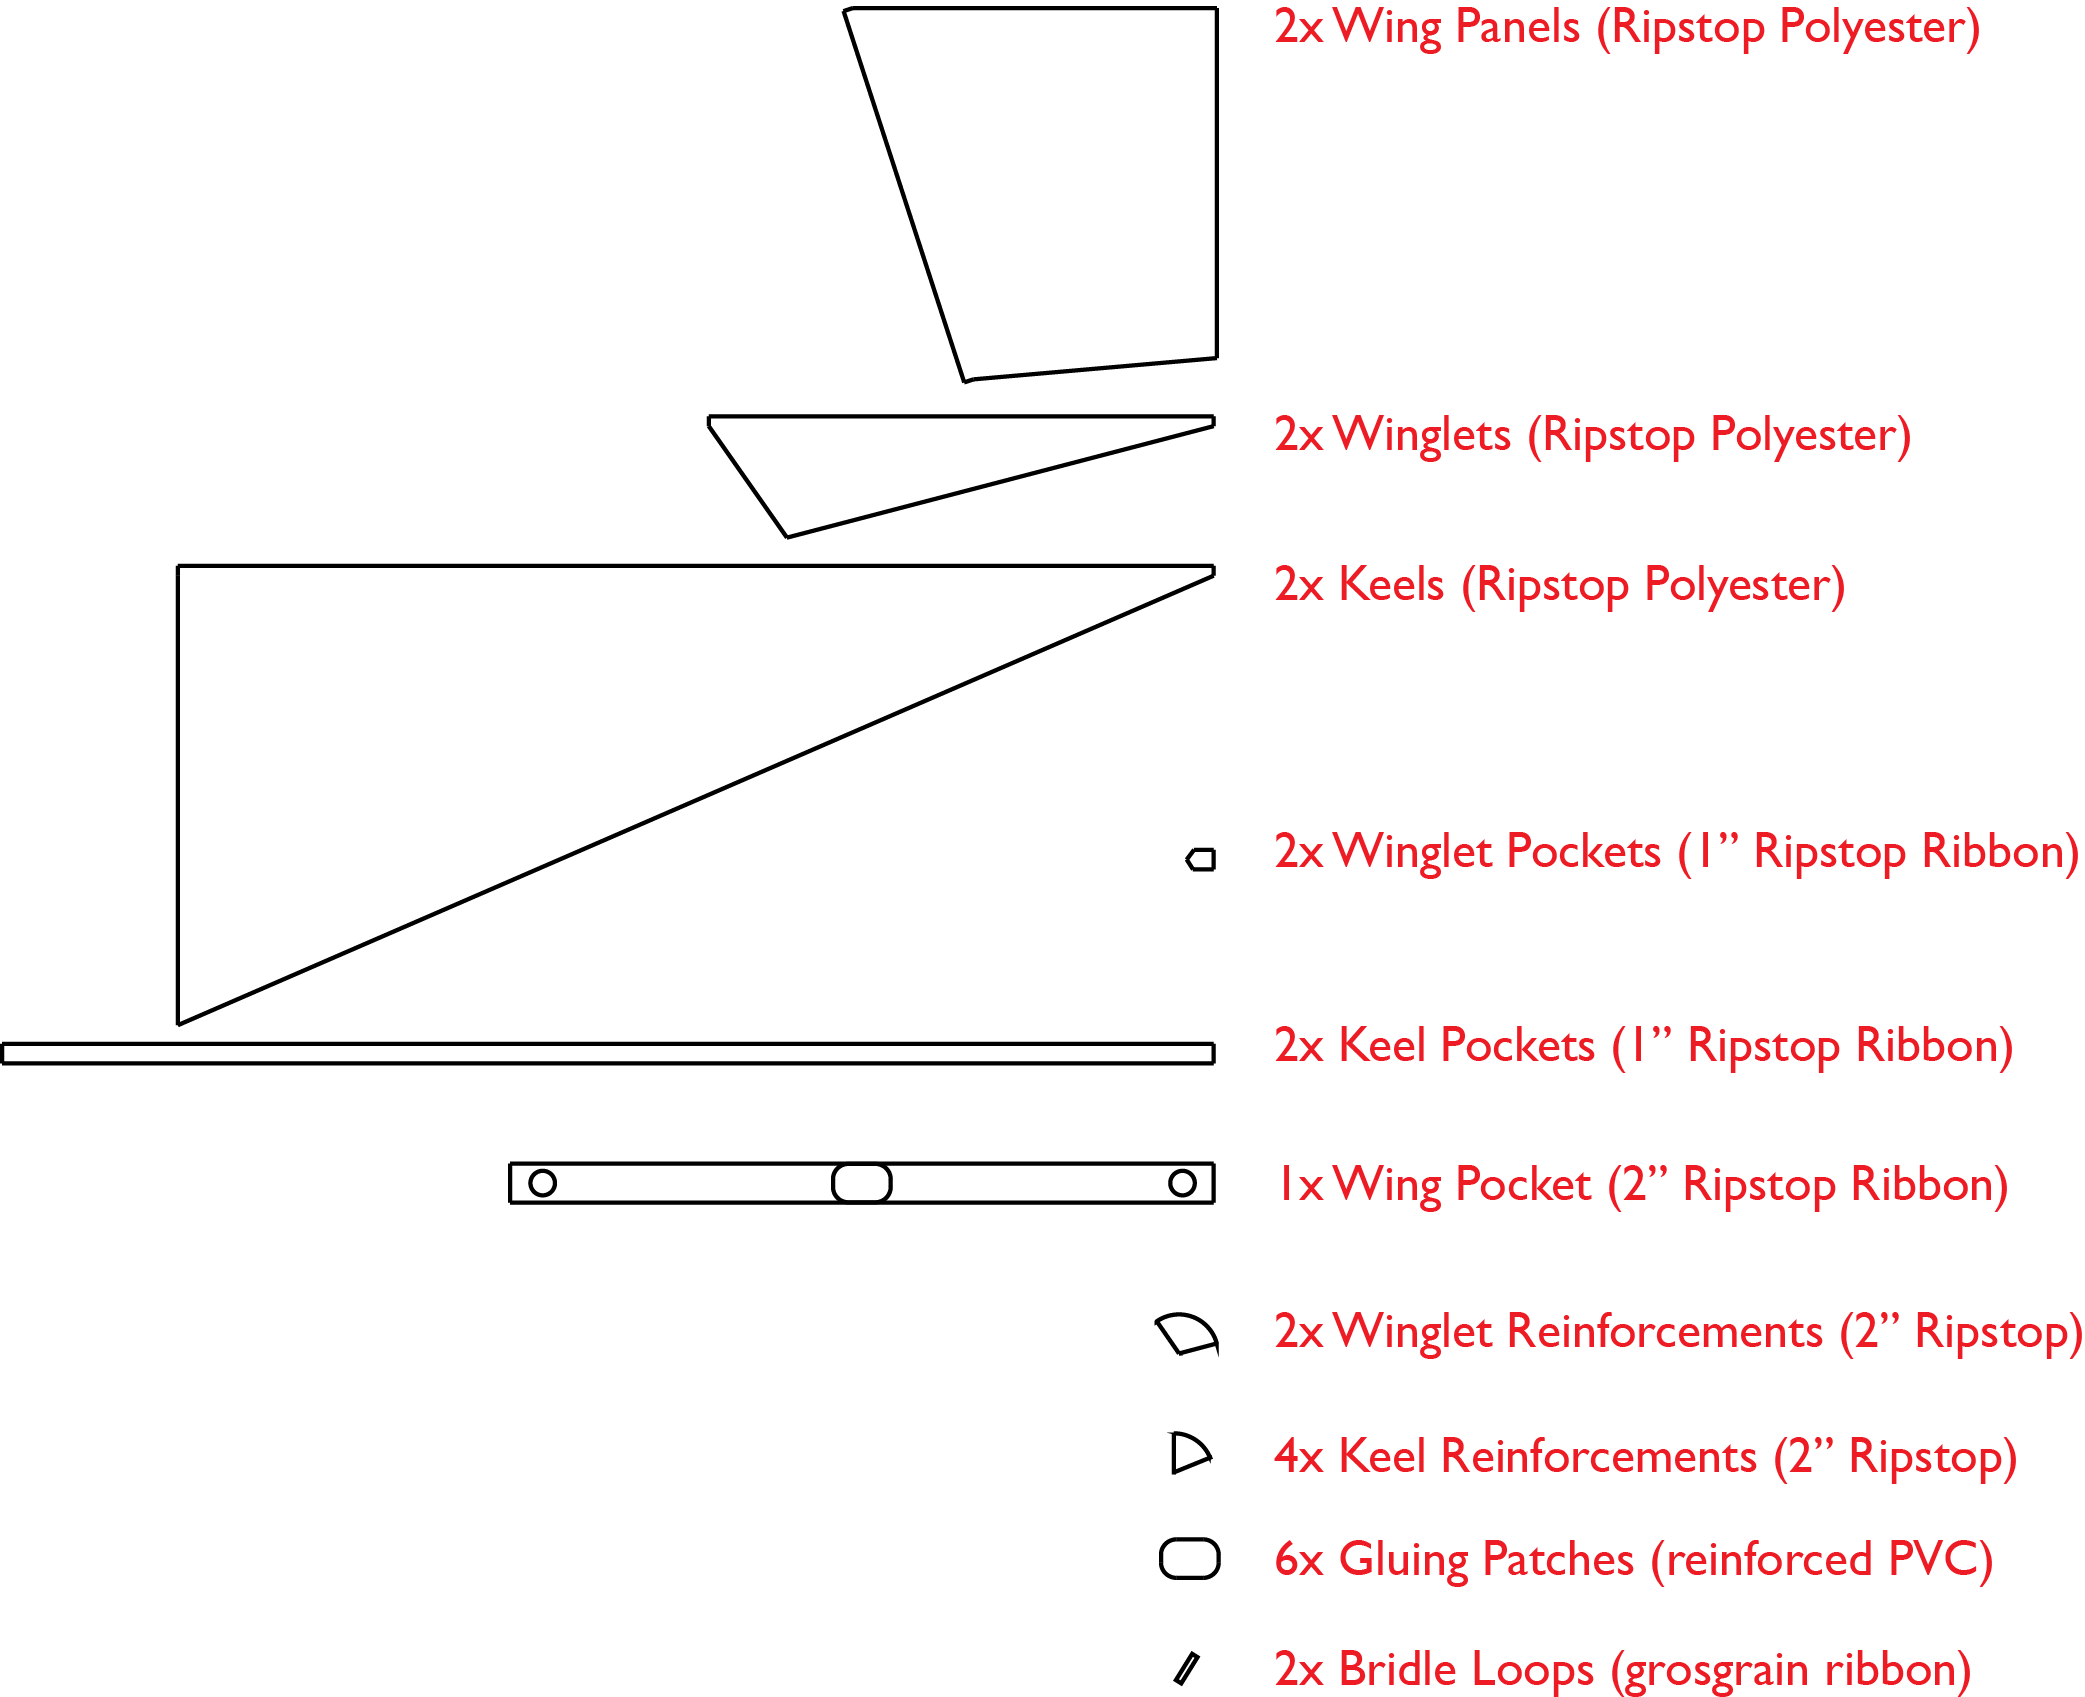 2x Wing Panels (Ripstop Polyester)
2x Winglets (Ripstop Polyester)
2x Keels (Ripstop Polyester)
2x Winglet Pockets (1” Ripstop Ribbon)
2x Keel Pockets (1” Ripstop Ribbon)
1x Wing Pocket (2” Ripstop Ribbon)
2x Winglet Reinforcements (2” Ripstop)
4x Keel Reinforcements (2” Ripstop)
6x Gluing Patches (reinforced PVC)
2x Bridle Loops (grosgrain ribbon)